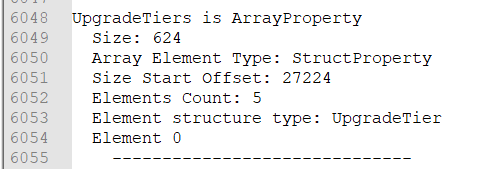 6048 UpgradeTiers is ArrayProperty
6049 Size: 624
6050 Array Element Type: StructProperty
6051 Size Start Offset: 27224
6052 Elements Count: 5
6053 Element structure type: UpgradeTier
6054 Element 0
6055 ------------------------------